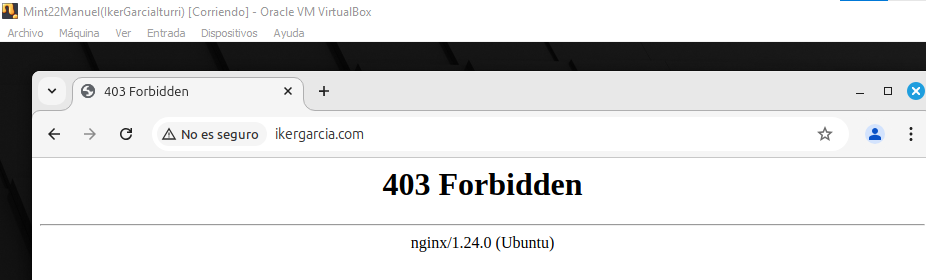 Mint22Manuel(IkerGarciaIturri) [Corriendo] - Oracle VM VirtualBox
Archivo Máquina Ver Entrada Dispositivos Ayuda
403 Forbidden
No es seguro ikergarcia.com
403 Forbidden
nginx/1.24.0 (Ubuntu)